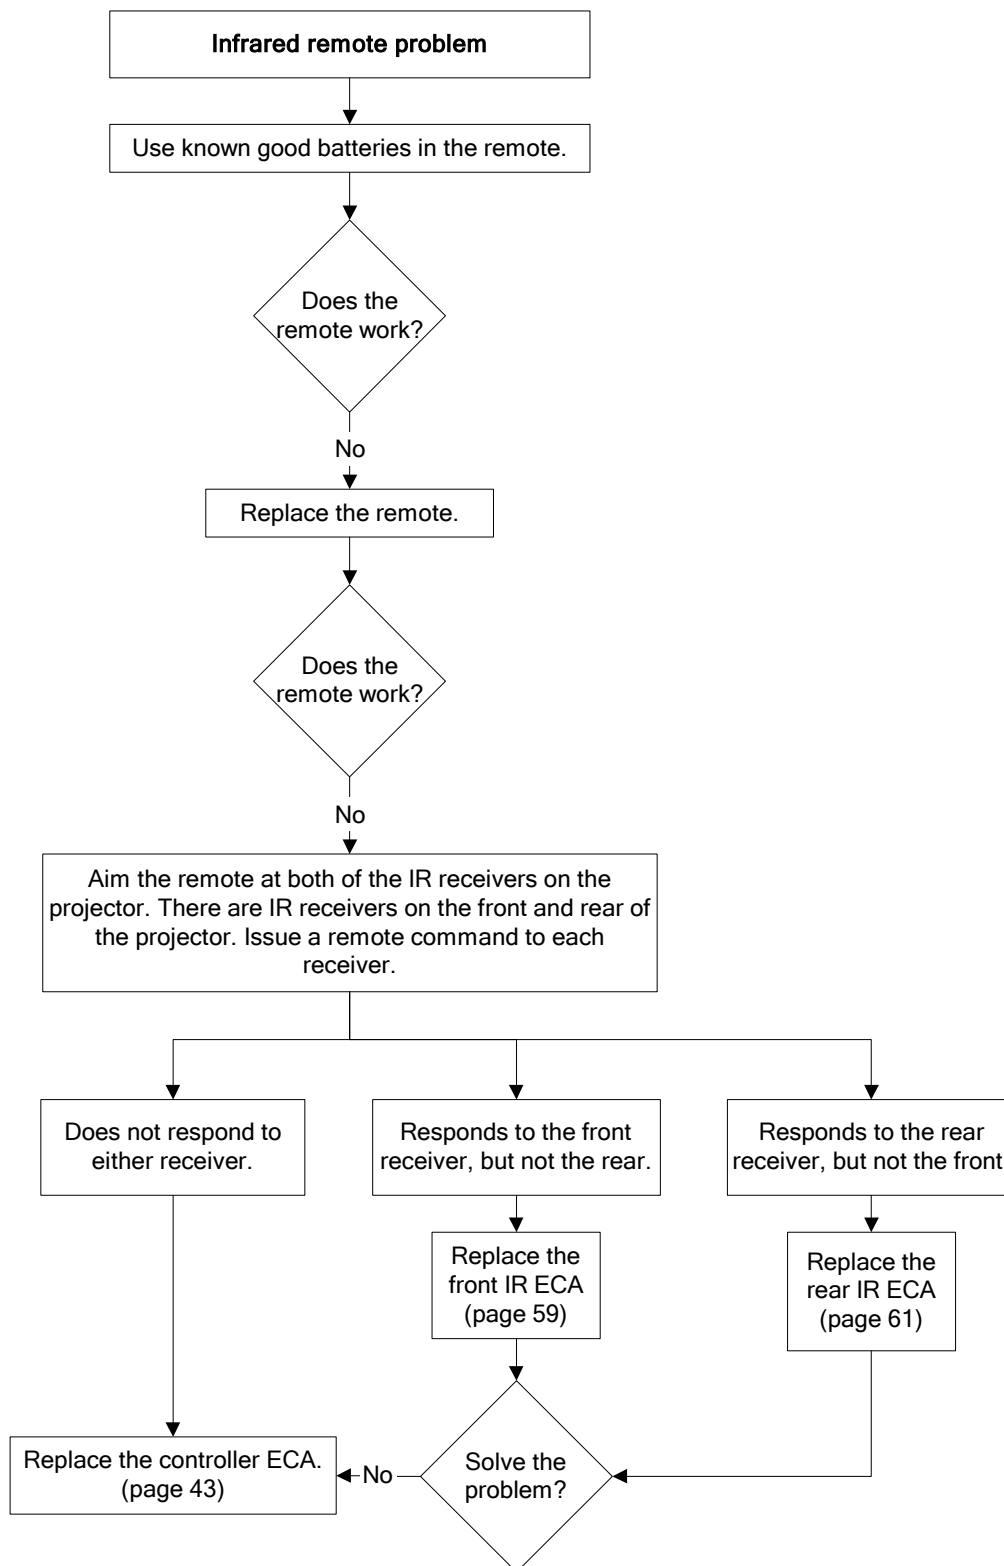 Infrared remote problem
Use known good batteries in the remote.
Does the
remote work?
No
Replace the remote.
Does the
remote work?
No
Aim the remote at both of the IR receivers on the
projector. There are IR receivers on the front and rear of
the projector. Issue a remote command to each
receiver.
Does not respond to
either receiver.
Responds to the front
receiver, but not the rear.
Responds to the rear
receiver, but not the front.
Replace the
front IR ECA
(page 59)
Replace the
rear IR ECA
(page 61)
Replace the controller ECA.
(page 43)
No
Solve the
problem?